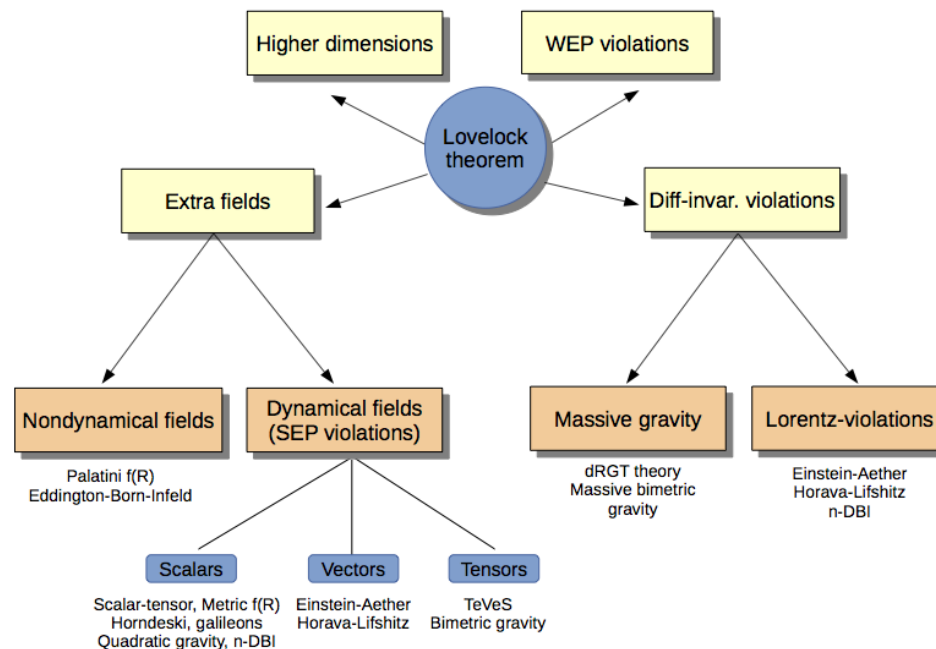 Higher dimensions
WEP violations
Lovelock
theorem
Extra fields
Diff-invar. violations
Nondynamical fields
Dynamical fields
(SEP violations)
Massive gravity
Lorentz-violations
Palatini f(R)
Eddington-Born-Infeld
dRGT theory
Massive bimetric
gravity
Einstein-Aether
Horava-Lifshitz
n-DBI
Scalars
Vectors
Tensors
Scalar-tensor, Metric f(R)
Horndeski, galileons
Quadratic gravity, n-DBI
Einstein-Aether
Horava-Lifshitz
TeVeS
Bimetric gravity